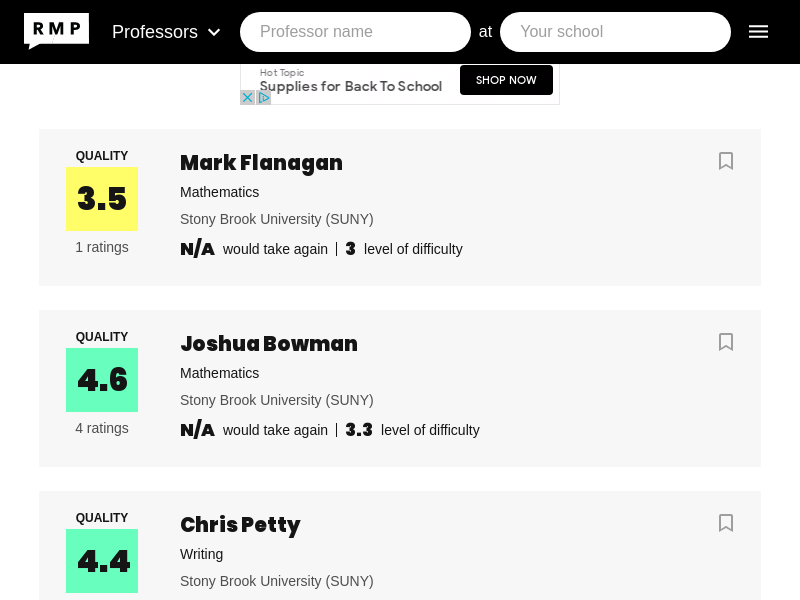 RMP Professors Professor name at Your school
Hot Topic
Supplies for Back To School
SHOP NOW
QUALITY
3.5
1 ratings
Mark Flanagan
Mathematics
Stony Brook University (SUNY)
N/A would take again | 3 level of difficulty
QUALITY
4.6
4 ratings
Joshua Bowman
Mathematics
Stony Brook University (SUNY)
N/A would take again | 3.3 level of difficulty
QUALITY
4.4
Chris Petty
Writing
Stony Brook University (SUNY)